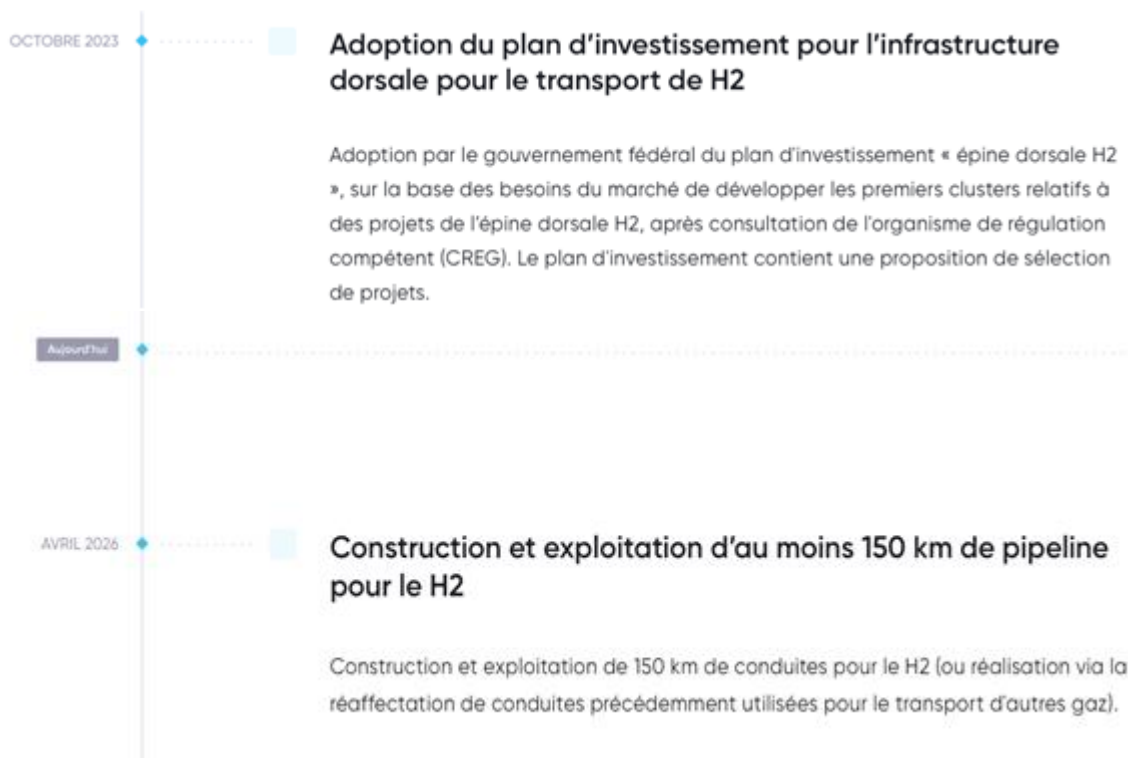 OCTOBRE 2023
Adoption du plan d'investissement pour l'infrastructure
dorsale pour le transport de H2
Adoption par le gouvernement fédéral du plan d'investissement « épine dorsale H2
», sur la base des besoins du marché de développer les premiers clusters relatifs à
des projets de l'épine dorsale H2, après consultation de l'organisme de régulation
compétent (CREG). Le plan d'investissement contient une proposition de sélection
de projets.
Aujourd'hui
AVRIL 2026
Construction et exploitation d'au moins 150 km de pipeline
pour le H2
Construction et exploitation de 150 km de conduites pour le H2 (ou réalisation via la
réaffectation de conduites précédemment utilisées pour le transport d'autres gaz).